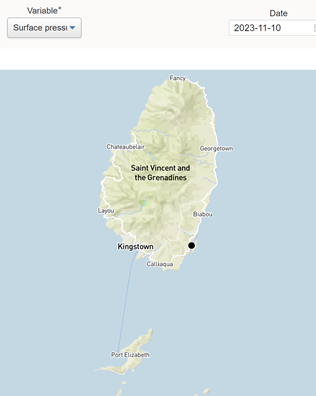 Variable*
Date
Surface pressu
2023-11-10
Fancy
Chateaubelair
Georgetown
Saint Vincent and
the Grenadines
Layou
Biabou
Kingstown
Calliaqua
Port Elizabeth